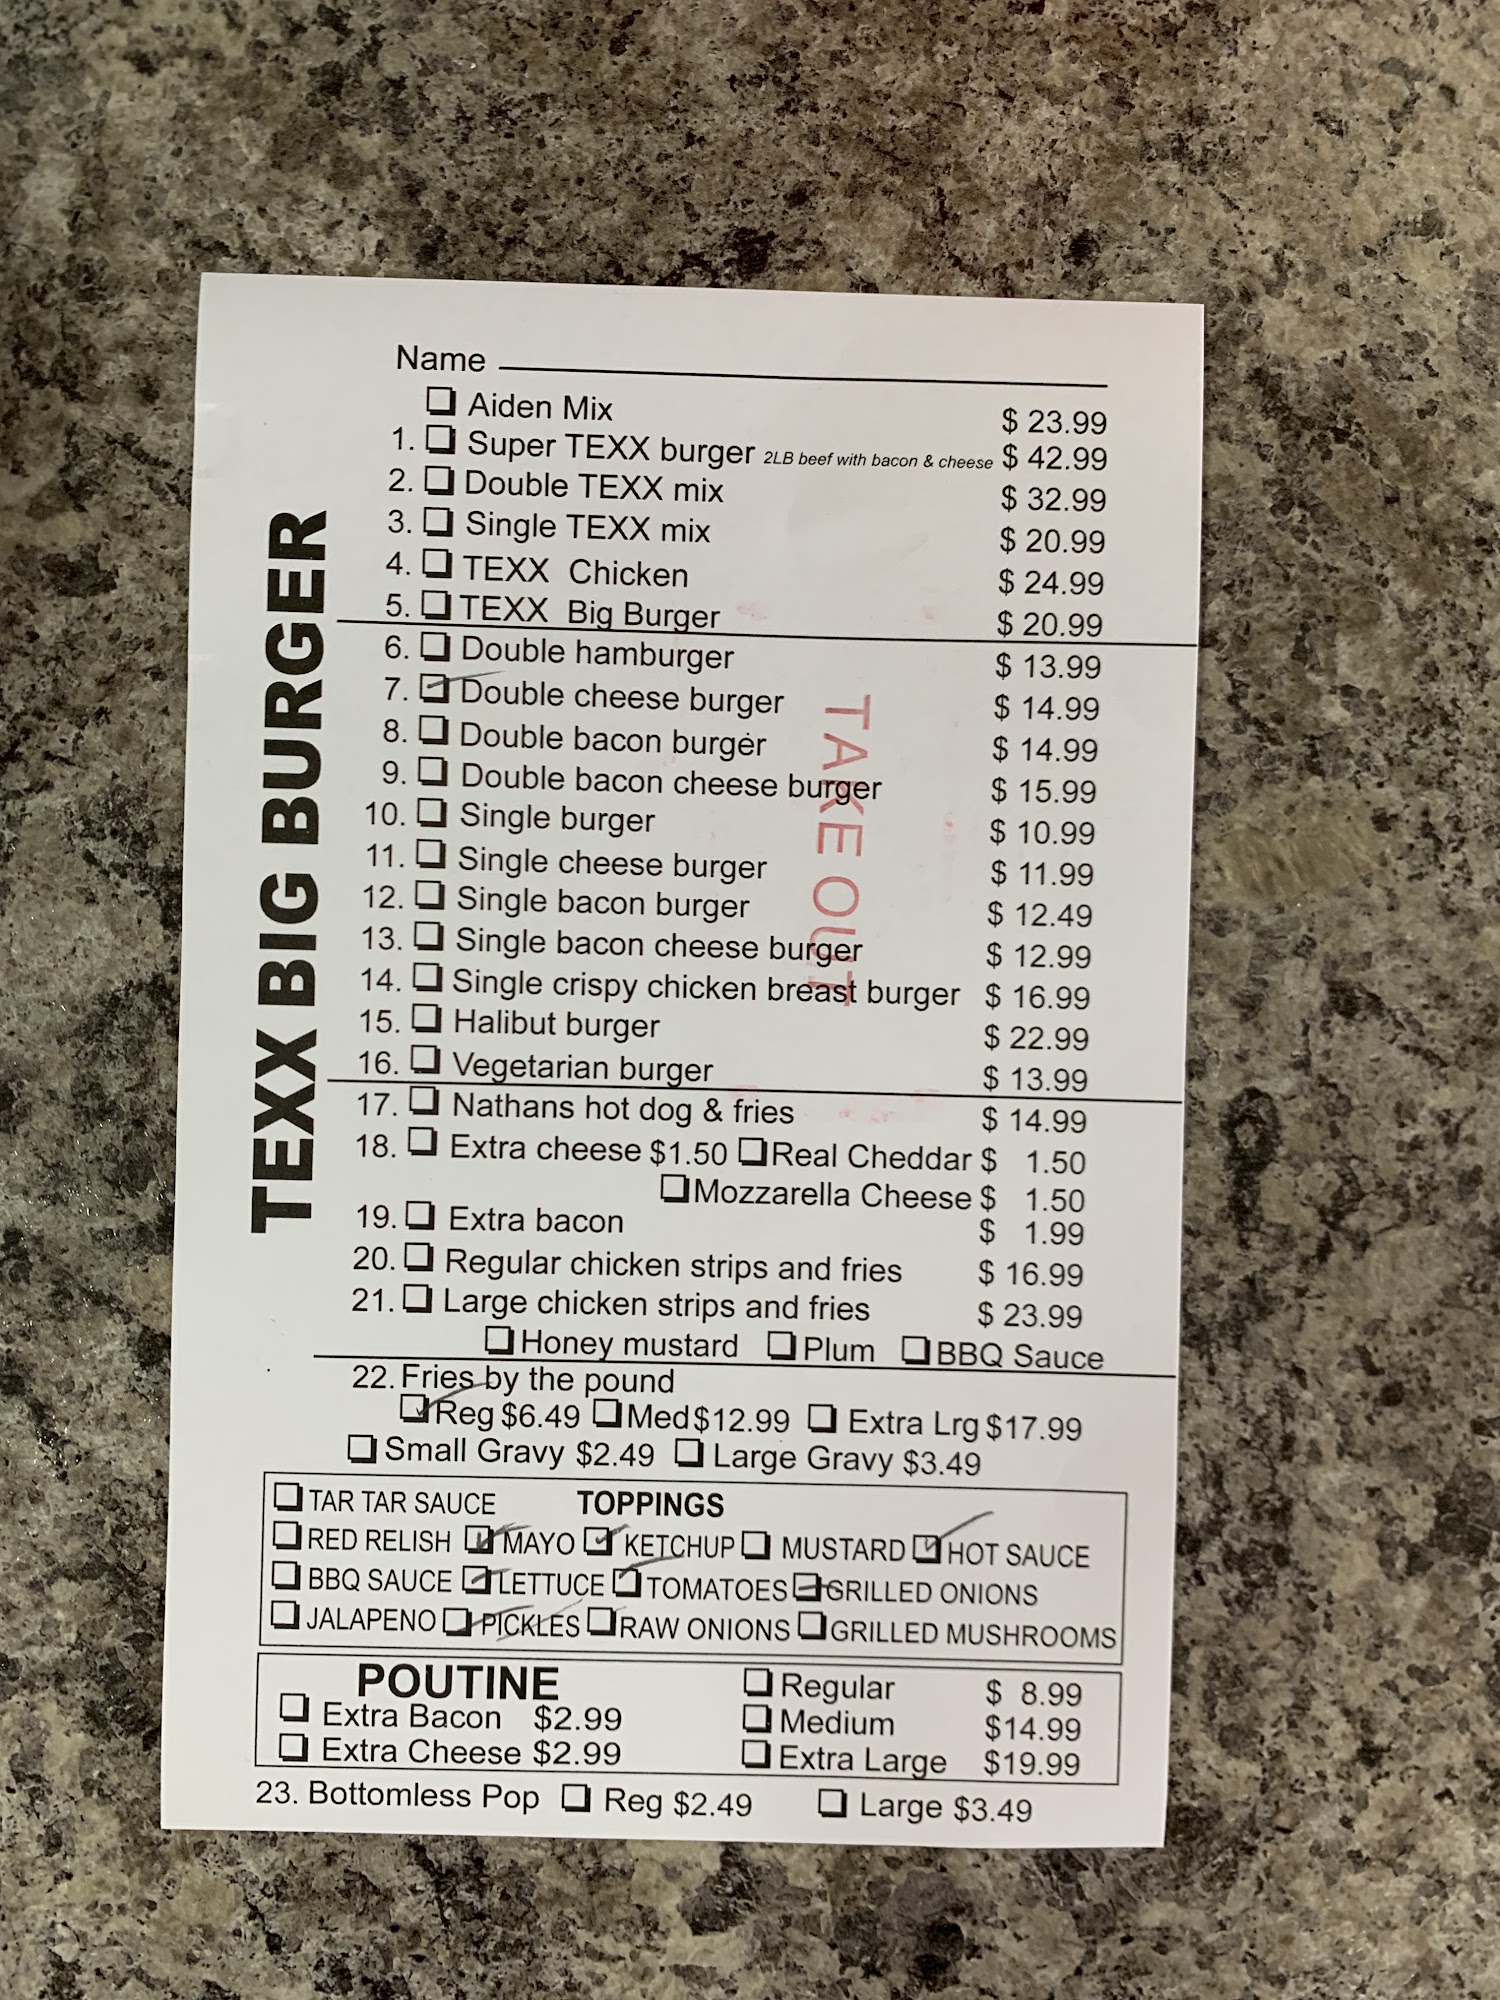 TEXX BIG BURGER
Name
Aiden Mix $ 23.99
1. Super TEXX burger 2LB beef with bacon & cheese $ 42.99
2. Double TEXX mix $ 32.99
3. Single TEXX mix $ 20.99
4. TEXX Chicken $ 24.99
5. TEXX Big Burger $ 20.99
6. Double hamburger $ 13.99
7. Double cheese burger $ 14.99
8. Double bacon burger $ 14.99
9. Double bacon cheese burger $ 15.99
10. Single burger $ 10.99
11. Single cheese burger $ 11.99
12. Single bacon burger $ 12.49
13. Single bacon cheese burger $ 12.99
14. Single crispy chicken breast burger $ 16.99
15. Halibut burger $ 22.99
16. Vegetarian burger $ 13.99
TAKE OUT
17. Nathans hot dog & fries $ 14.99
18. Extra cheese $1.50 Real Cheddar $ 1.50
Mozzarella Cheese $ 1.50
19. Extra bacon $ 1.99
20. Regular chicken strips and fries $ 16.99
21. Large chicken strips and fries $ 23.99
Honey mustard Plum BBQ Sauce
22. Fries by the pound
Reg $6.49 Med $12.99 Extra Lrg $17.99
Small Gravy $2.49 Large Gravy $3.49
TAR TAR SAUCE TOPPINGS
RED RELISH MAYO KETCHUP MUSTARD HOT SAUCE
BBQ SAUCE LETTUCE TOMATOES GRILLED ONIONS
JALAPENO PICKLES RAW ONIONS GRILLED MUSHROOMS
POUTINE Regular $ 8.99
Extra Bacon $2.99 Medium $14.99
Extra Cheese $2.99 Extra Large $19.99
23. Bottomless Pop Reg $2.49 Large $3.49